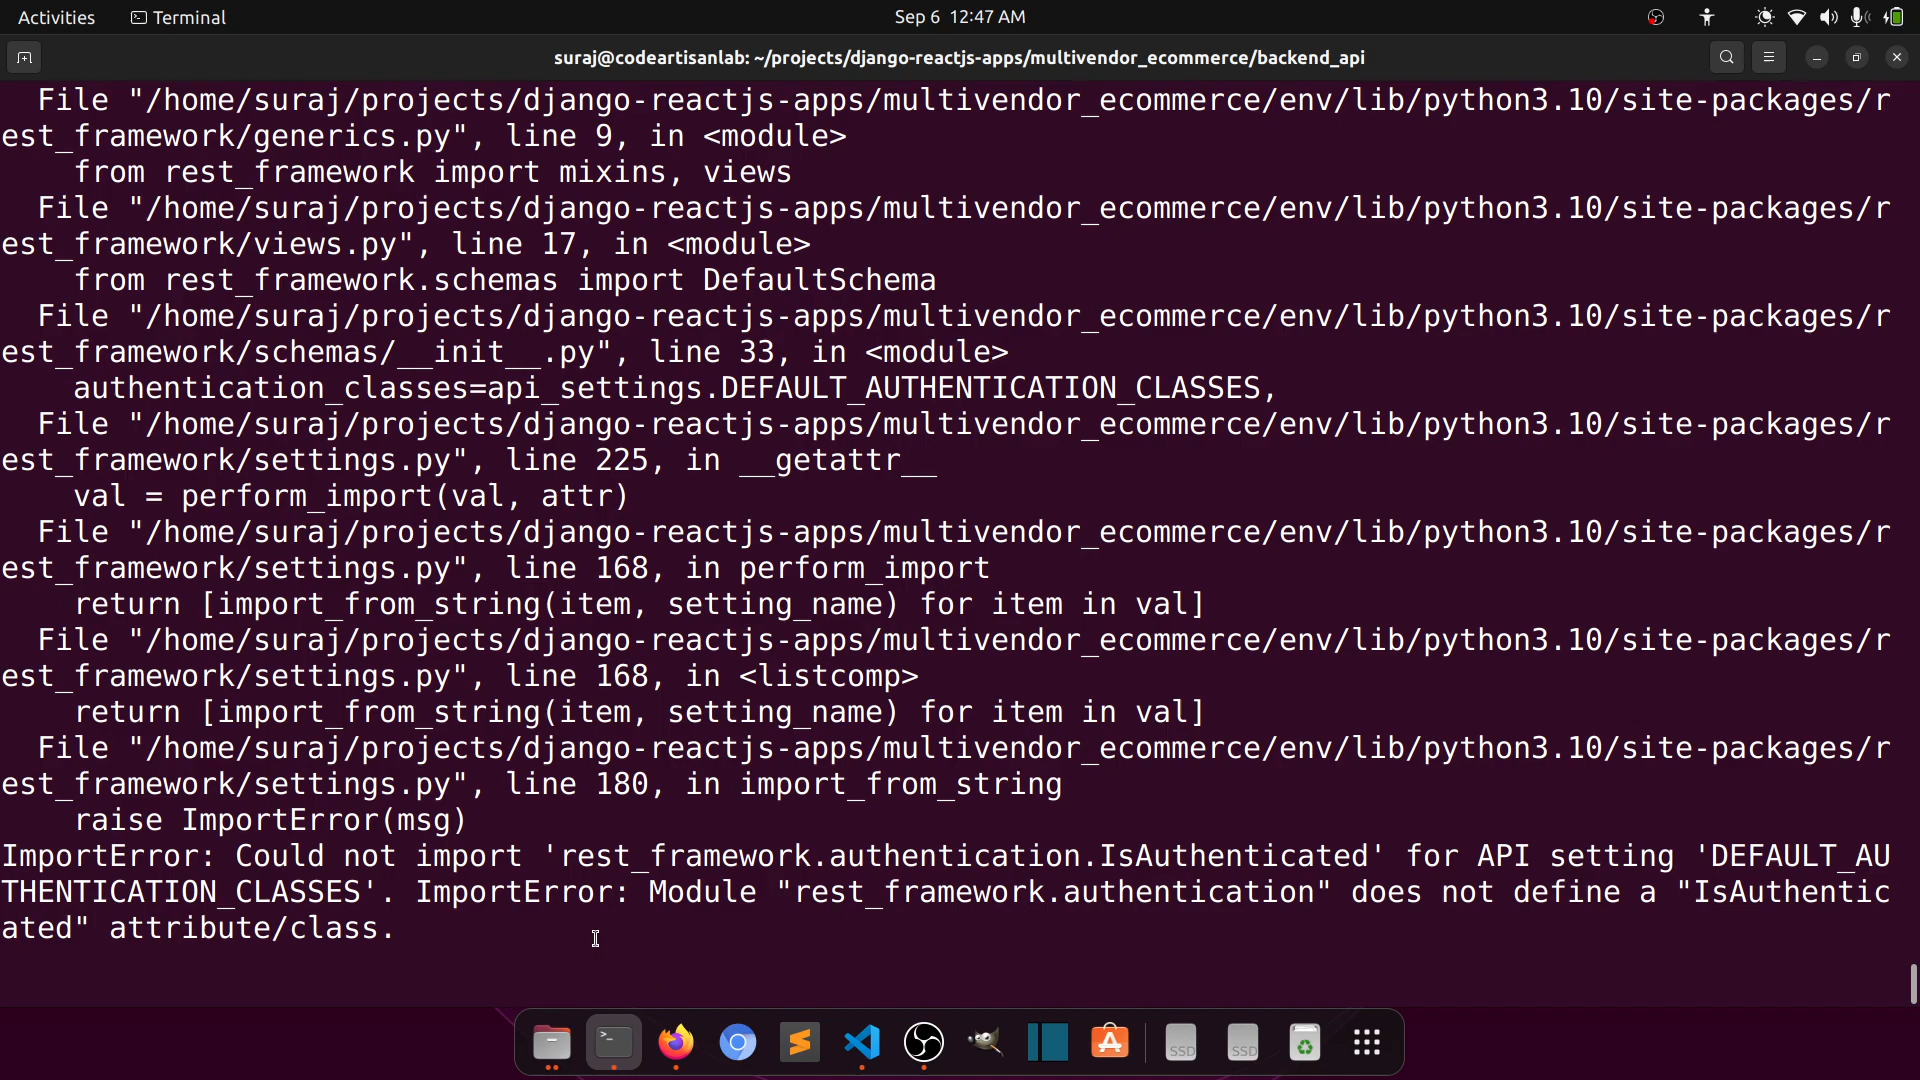 Activities Terminal Sep 6 12:47 AM
suraj@codeartisanlab: ~/projects/django-reactjs-apps/multivendor_ecommerce/backend_api
  File "/home/suraj/projects/django-reactjs-apps/multivendor_ecommerce/env/lib/python3.10/site-packages/r
est_framework/generics.py", line 9, in <module>
    from rest_framework import mixins, views
  File "/home/suraj/projects/django-reactjs-apps/multivendor_ecommerce/env/lib/python3.10/site-packages/r
est_framework/views.py", line 17, in <module>
    from rest_framework.schemas import DefaultSchema
  File "/home/suraj/projects/django-reactjs-apps/multivendor_ecommerce/env/lib/python3.10/site-packages/r
est_framework/schemas/__init__.py", line 33, in <module>
    authentication_classes=api_settings.DEFAULT_AUTHENTICATION_CLASSES,
  File "/home/suraj/projects/django-reactjs-apps/multivendor_ecommerce/env/lib/python3.10/site-packages/r
est_framework/settings.py", line 225, in __getattr__
    val = perform_import(val, attr)
  File "/home/suraj/projects/django-reactjs-apps/multivendor_ecommerce/env/lib/python3.10/site-packages/r
est_framework/settings.py", line 168, in perform_import
    return [import_from_string(item, setting_name) for item in val]
  File "/home/suraj/projects/django-reactjs-apps/multivendor_ecommerce/env/lib/python3.10/site-packages/r
est_framework/settings.py", line 168, in <listcomp>
    return [import_from_string(item, setting_name) for item in val]
  File "/home/suraj/projects/django-reactjs-apps/multivendor_ecommerce/env/lib/python3.10/site-packages/r
est_framework/settings.py", line 180, in import_from_string
    raise ImportError(msg)
ImportError: Could not import 'rest_framework.authentication.IsAuthenticated' for API setting 'DEFAULT_AU
THENTICATION_CLASSES'. ImportError: Module "rest_framework.authentication" does not define a "IsAuthentic
ated" attribute/class.
SSD SSD